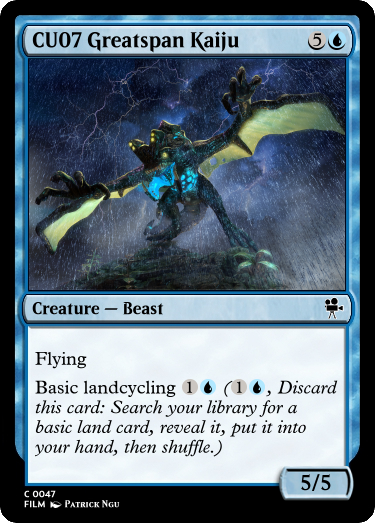 CU07 Greatspan Kaiju 5
Creature — Beast
Flying
Basic landcycling 1 (1, Discard
this card: Search your library for a
basic land card, reveal it, put it into
your hand, then shuffle.)
5/5
C 0047
FILM Patrick Ngu